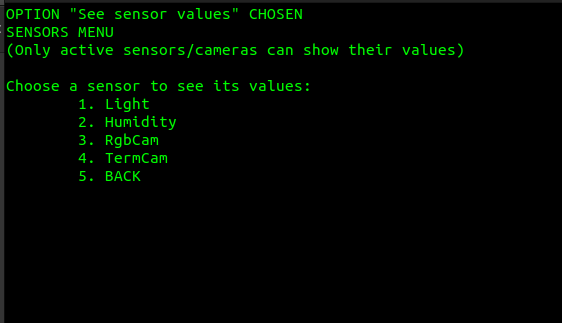 OPTION "See sensor values" CHOSEN
SENSORS MENU
(Only active sensors/cameras can show their values)
Choose a sensor to see its values:
1. Light
2. Humidity
3. RgbCam
4. TermCam
5. BACK